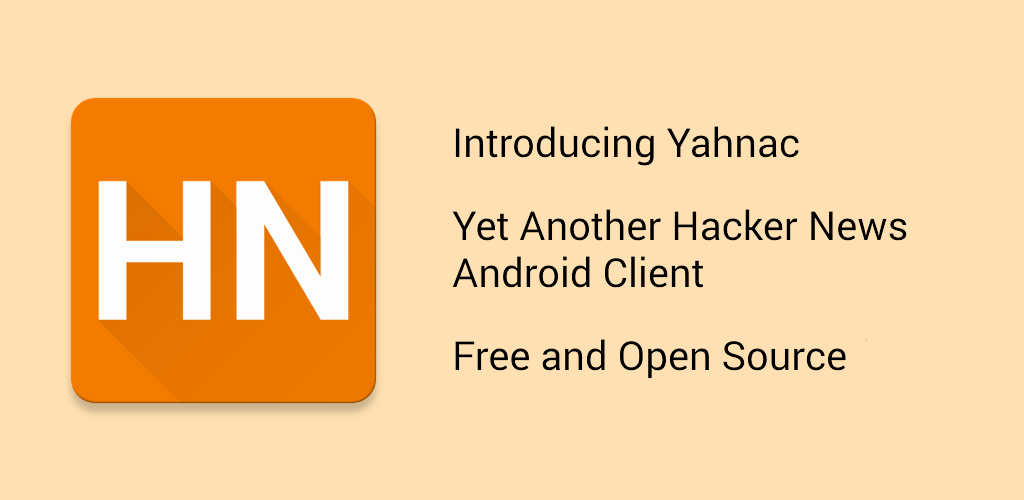 HN
Introducing Yahnac
Yet Another Hacker News
Android Client
Free and Open Source